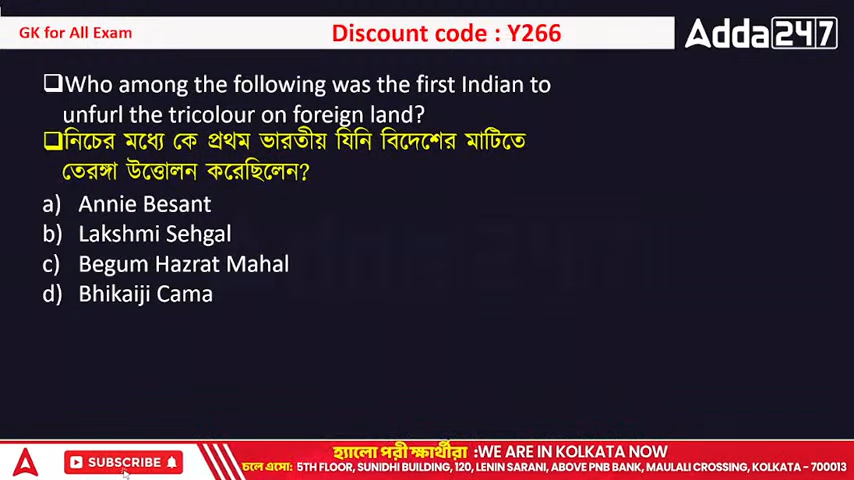 GK for All Exam
Discount code : Y266
Adda247
❑Who among the following was the first Indian to
unfurl the tricolour on foreign land?
❑নিচের মধ্যে কে প্রথম ভারতীয় যিনি বিদেশের মাটিতে
তেরঙ্গা উত্তোলন করেছিলেন?
a) Annie Besant
b) Lakshmi Sehgal
c) Begum Hazrat Mahal
d) Bhikaiji Cama
SUBSCRIBE
হ্যালো পরীক্ষার্থীরা :WE ARE IN KOLKATA NOW
চলে এসো: 5TH FLOOR, SUNIDHI BUILDING, 120, LENIN SARANI, ABOVE PNB BANK, MAULALI CROSSING, KOLKATA - 700013